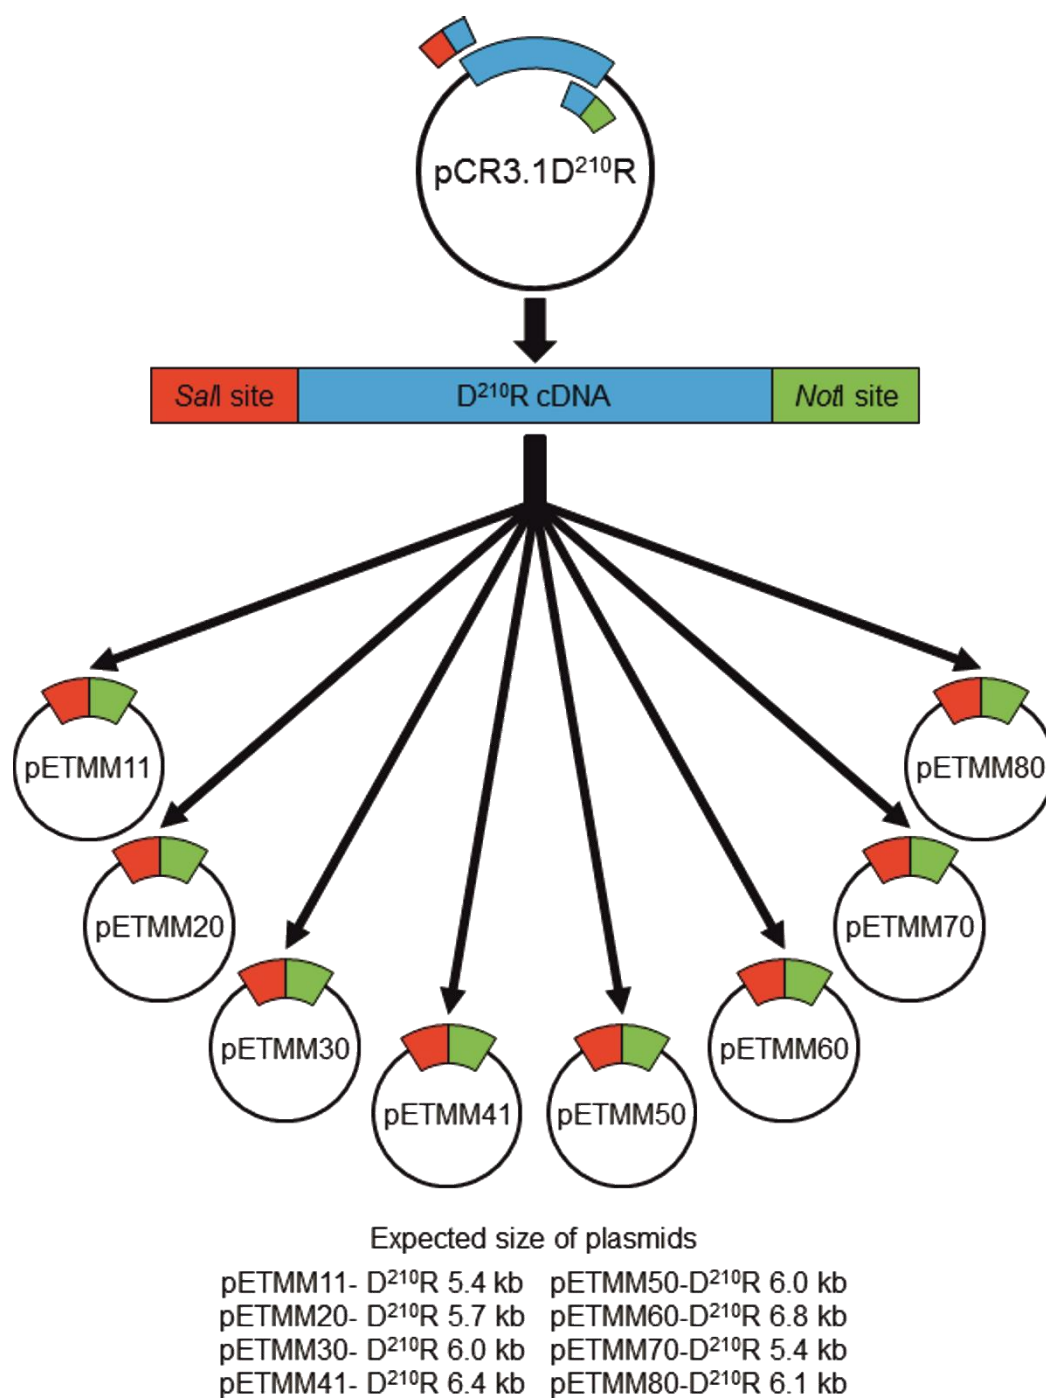 pCR3.1D²¹⁰R
SalI site D²¹⁰R cDNA NotI site
pETMM11
pETMM80
pETMM20
pETMM70
pETMM30
pETMM60
pETMM41
pETMM50
Expected size of plasmids
pETMM11- D²¹⁰R 5.4 kb pETMM50-D²¹⁰R 6.0 kb
pETMM20- D²¹⁰R 5.7 kb pETMM60-D²¹⁰R 6.8 kb
pETMM30- D²¹⁰R 6.0 kb pETMM70-D²¹⁰R 5.4 kb
pETMM41- D²¹⁰R 6.4 kb pETMM80-D²¹⁰R 6.1 kb